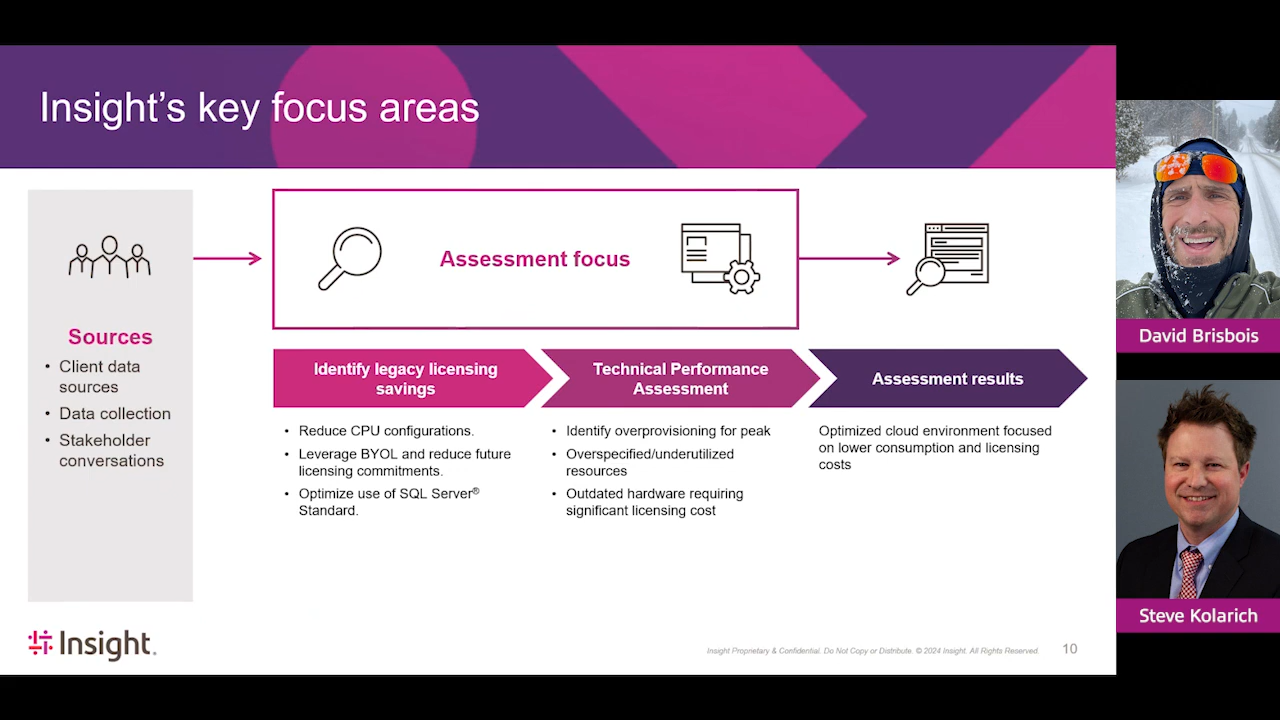 Insight's key focus areas
Sources
• Client data
sources
• Data collection
• Stakeholder
conversations
Assessment focus
Identify legacy licensing
savings
• Reduce CPU configurations.
• Leverage BYOL and reduce future
licensing commitments.
• Optimize use of SQL Server®
Standard.
Technical Performance
Assessment
• Identify overprovisioning for peak
• Overspecified/underutilized
resources
• Outdated hardware requiring
significant licensing cost
Assessment results
Optimized cloud environment focused
on lower consumption and licensing
costs
David Brisbois
Steve Kolarich
Insight.
Insight Proprietary & Confidential. Do Not Copy or Distribute. © 2024 Insight. All Rights Reserved.
10